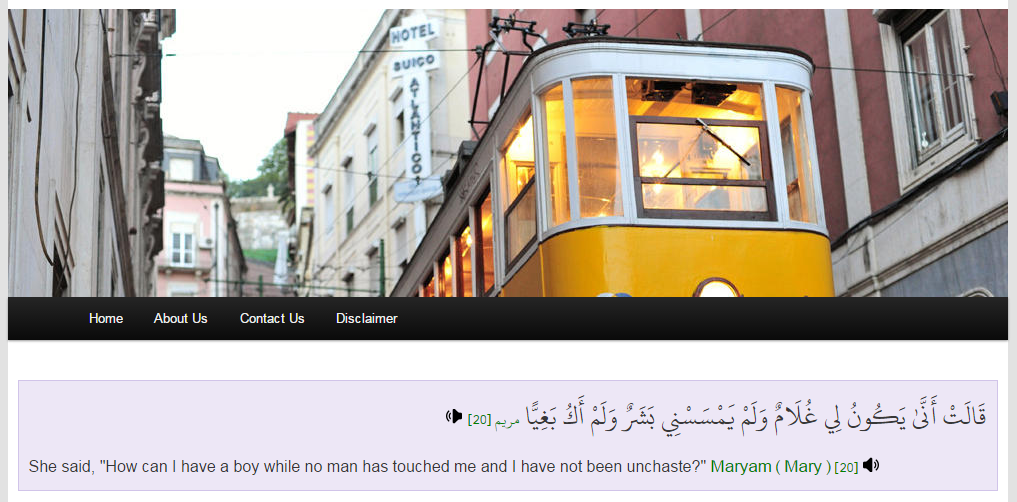 HOTEL
SUIÇO
ATLANTICO
Home About Us Contact Us Disclaimer
قَالَتْ أَنَّىٰ يَكُونُ لِي غُلَامٌ وَلَمْ يَمْسَسْنِي بَشَرٌ وَلَمْ أَكُ بَغِيًّا مريم [20]
She said, "How can I have a boy while no man has touched me and I have not been unchaste?" Maryam ( Mary ) [20]